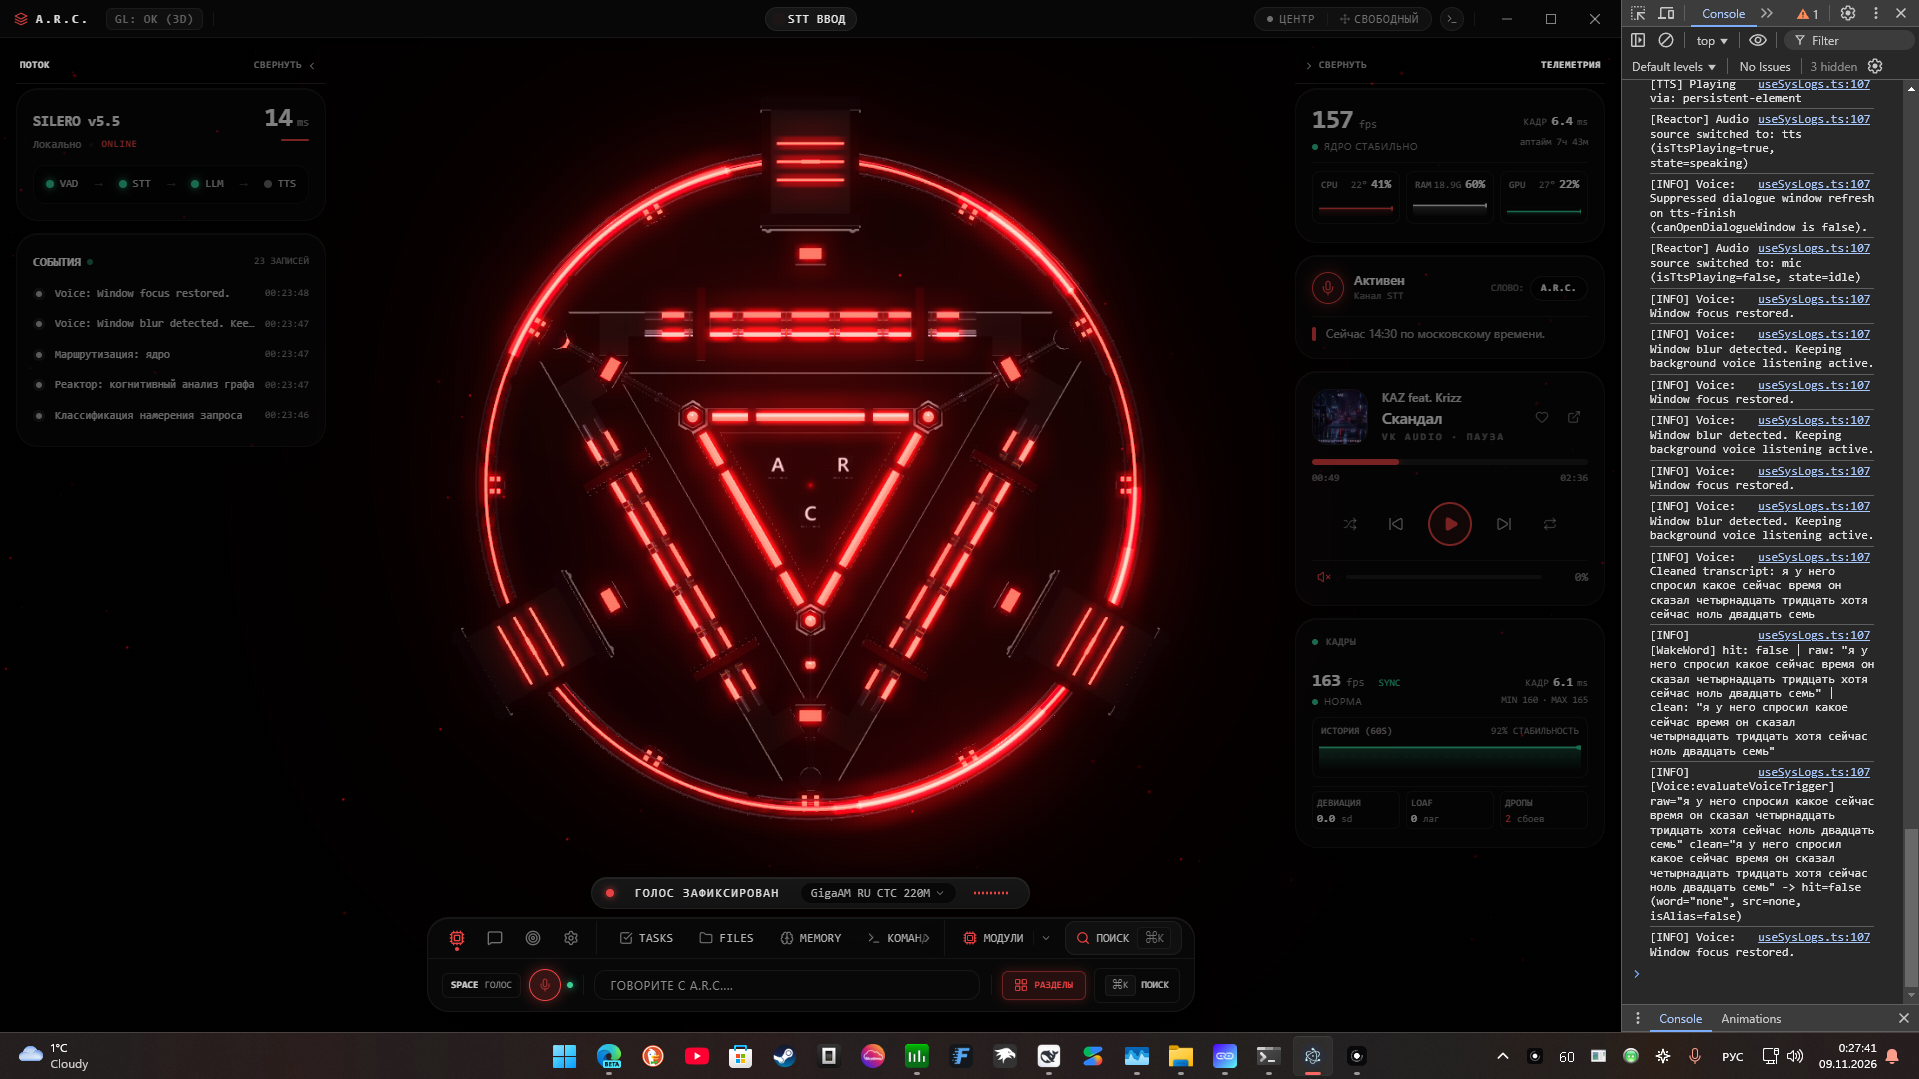 A.R.C.
GL: OK (3D)
STT ВВОД
ЦЕНТР
СВОБОДНЫЙ
ПОТОК
СВЕРНУТЬ
SILERO v5.5
14 ms
Локально · ONLINE
VAD → STT → LLM → TTS
СОБЫТИЯ
23 ЗАПИСЕЙ
Voice: Window focus restored. 00:23:48
Voice: Window blur detected. Kee… 00:23:47
Маршрутизация: ядро 00:23:47
Реактор: когнитивный анализ графа 00:23:47
Классификация намерения запроса 00:23:46
A R
C
СВЕРНУТЬ
ТЕЛЕМЕТРИЯ
157 fps
КАДР 6.4 ms
ЯДРО СТАБИЛЬНО
аптайм 7ч 43м
CPU 22° 41%
RAM 18.9G 60%
GPU 27° 22%
Активен
Канал STT
СЛОВО: A.R.C.
Сейчас 14:30 по московскому времени.
KAZ feat. Krizz
Скандал
VK AUDIO · ПАУЗА
00:49
02:36
0%
КАДРЫ
163 fps SYNC
КАДР 6.1 ms
НОРМА
MIN 160 · MAX 165
ИСТОРИЯ (60S)
92% СТАБИЛЬНОСТЬ
ДЕВИАЦИЯ
0.0 sd
LOAF
0 лаг
ДРОПЫ
2 сбоев
ГОЛОС ЗАФИКСИРОВАН
GigaAM RU CTC 220M
TASKS
FILES
MEMORY
КОМАНД
МОДУЛИ
ПОИСК ⌘K
SPACE ГОЛОС
ГОВОРИТЕ С A.R.C....
РАЗДЕЛЫ
⌘K ПОИСК
Console
1
top
Filter
Default levels
No Issues
3 hidden
[TTS] Playing useSysLogs.ts:107
via: persistent-element
[Reactor] Audio useSysLogs.ts:107
source switched to: tts
(isTtsPlaying=true,
state=speaking)
[INFO] Voice: useSysLogs.ts:107
Suppressed dialogue window refresh
on tts-finish
(canOpenDialogueWindow is false).
[Reactor] Audio useSysLogs.ts:107
source switched to: mic
(isTtsPlaying=false, state=idle)
[INFO] Voice: useSysLogs.ts:107
Window focus restored.
[INFO] Voice: useSysLogs.ts:107
Window blur detected. Keeping
background voice listening active.
[INFO] Voice: useSysLogs.ts:107
Window focus restored.
[INFO] Voice: useSysLogs.ts:107
Window blur detected. Keeping
background voice listening active.
[INFO] Voice: useSysLogs.ts:107
Window focus restored.
[INFO] Voice: useSysLogs.ts:107
Window blur detected. Keeping
background voice listening active.
[INFO] Voice: useSysLogs.ts:107
Cleaned transcript: я у него
спросил какое сейчас время он
сказал четырнадцать тридцать хотя
сейчас ноль двадцать семь
[INFO] useSysLogs.ts:107
[WakeWord] hit: false | raw: "я у
него спросил какое сейчас время он
сказал четырнадцать тридцать хотя
сейчас ноль двадцать семь" |
clean: "я у него спросил какое
сейчас время он сказал
четырнадцать тридцать хотя сейчас
ноль двадцать семь"
[INFO] useSysLogs.ts:107
[Voice:evaluateVoiceTrigger]
raw="я у него спросил какое сейчас
время он сказал четырнадцать
тридцать хотя сейчас ноль двадцать
семь" clean="я у него спросил
какое сейчас время он сказал
четырнадцать тридцать хотя сейчас
ноль двадцать семь" -> hit=false
(word="none", src=none,
isAlias=false)
[INFO] Voice: useSysLogs.ts:107
Window focus restored.
Console
Animations
1°C
Cloudy
BETA
60
РУС
0:27:41
09.11.2026